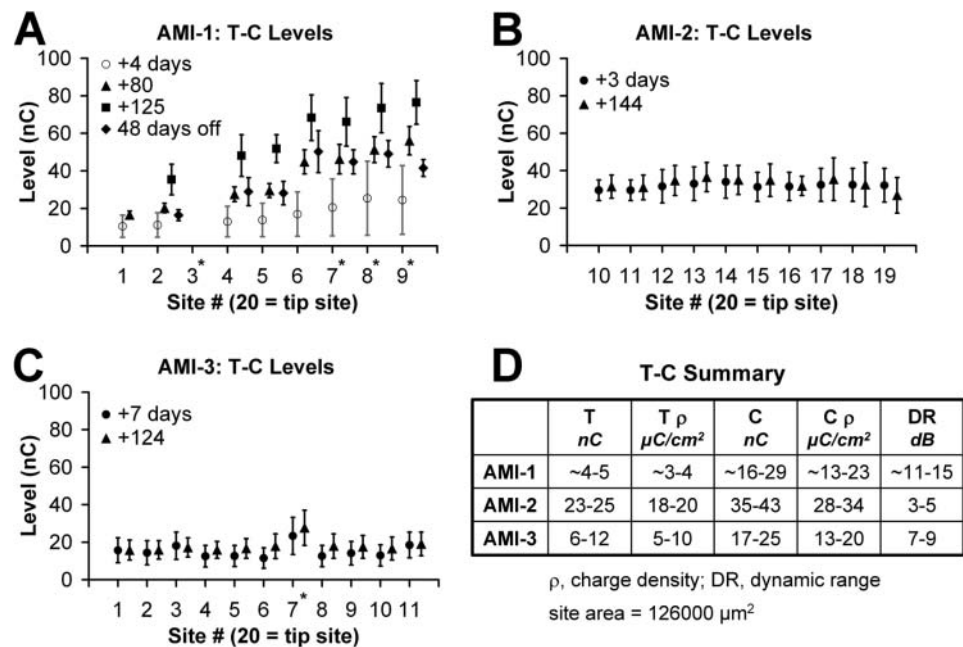 A
AMI-1: T-C Levels
Level (nC)
100
80
60
40
20
0
+4 days
+80
+125
48 days off
1 2 3* 4 5 6 7* 8* 9*
Site # (20 = tip site)
B
AMI-2: T-C Levels
Level (nC)
100
80
60
40
20
0
+3 days
+144
10 11 12 13 14 15 16 17 18 19
Site # (20 = tip site)
C
AMI-3: T-C Levels
Level (nC)
100
80
60
40
20
0
+7 days
+124
1 2 3 4 5 6 7* 8 9 10 11
Site # (20 = tip site)
D
T-C Summary
T T ρ C C ρ DR
nC µC/cm² nC µC/cm² dB
AMI-1 ~4-5 ~3-4 ~16-29 ~13-23 ~11-15
AMI-2 23-25 18-20 35-43 28-34 3-5
AMI-3 6-12 5-10 17-25 13-20 7-9
ρ, charge density; DR, dynamic range
site area = 126000 µm²